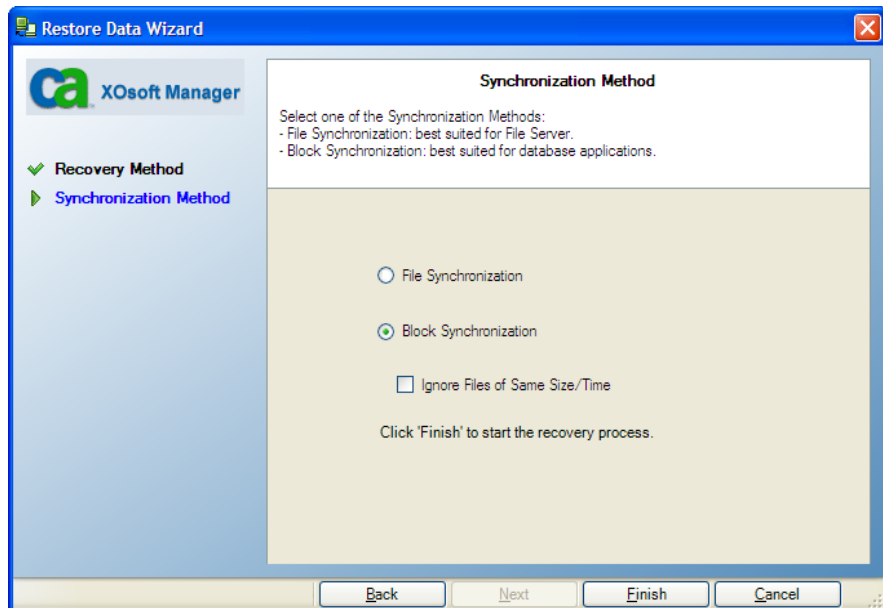 Restore Data Wizard
ca XOsoft Manager
Recovery Method
Synchronization Method
Synchronization Method
Select one of the Synchronization Methods:
- File Synchronization: best suited for File Server.
- Block Synchronization: best suited for database applications.
File Synchronization
Block Synchronization
Ignore Files of Same Size/Time
Click 'Finish' to start the recovery process.
Back
Next
Finish
Cancel